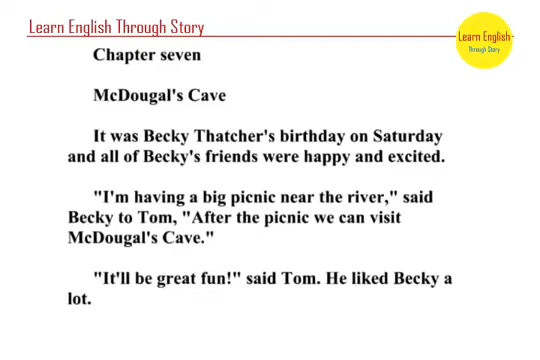 Learn English Through Story
Learn English
Through Story
Chapter seven
McDougal's Cave
It was Becky Thatcher's birthday on Saturday
and all of Becky's friends were happy and excited.
"I'm having a big picnic near the river," said
Becky to Tom, "After the picnic we can visit
McDougal's Cave."
"It'll be great fun!" said Tom. He liked Becky a
lot.